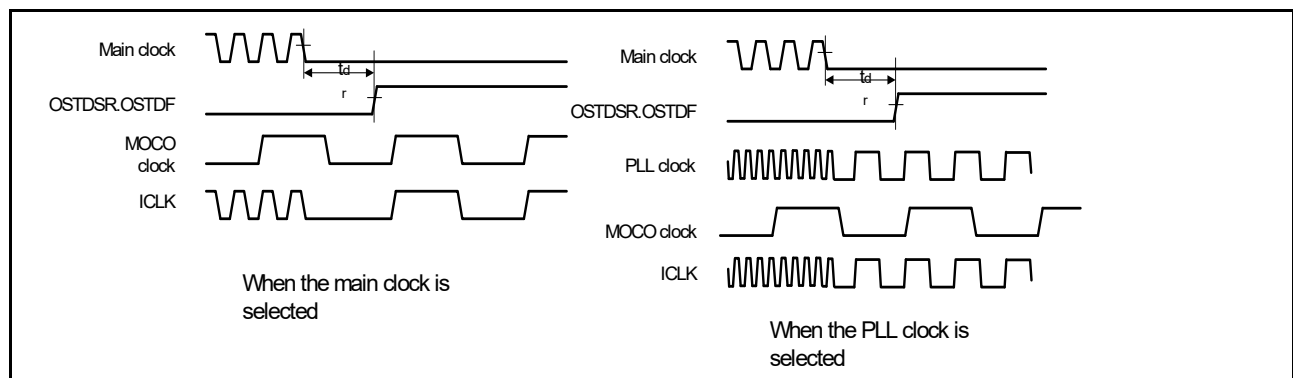 Main clock
td
r
OSTDSR.OSTDF
MOCO
clock
ICLK
When the main clock is
selected
Main clock
td
r
OSTDSR.OSTDF
PLL clock
MOCO clock
ICLK
When the PLL clock is
selected